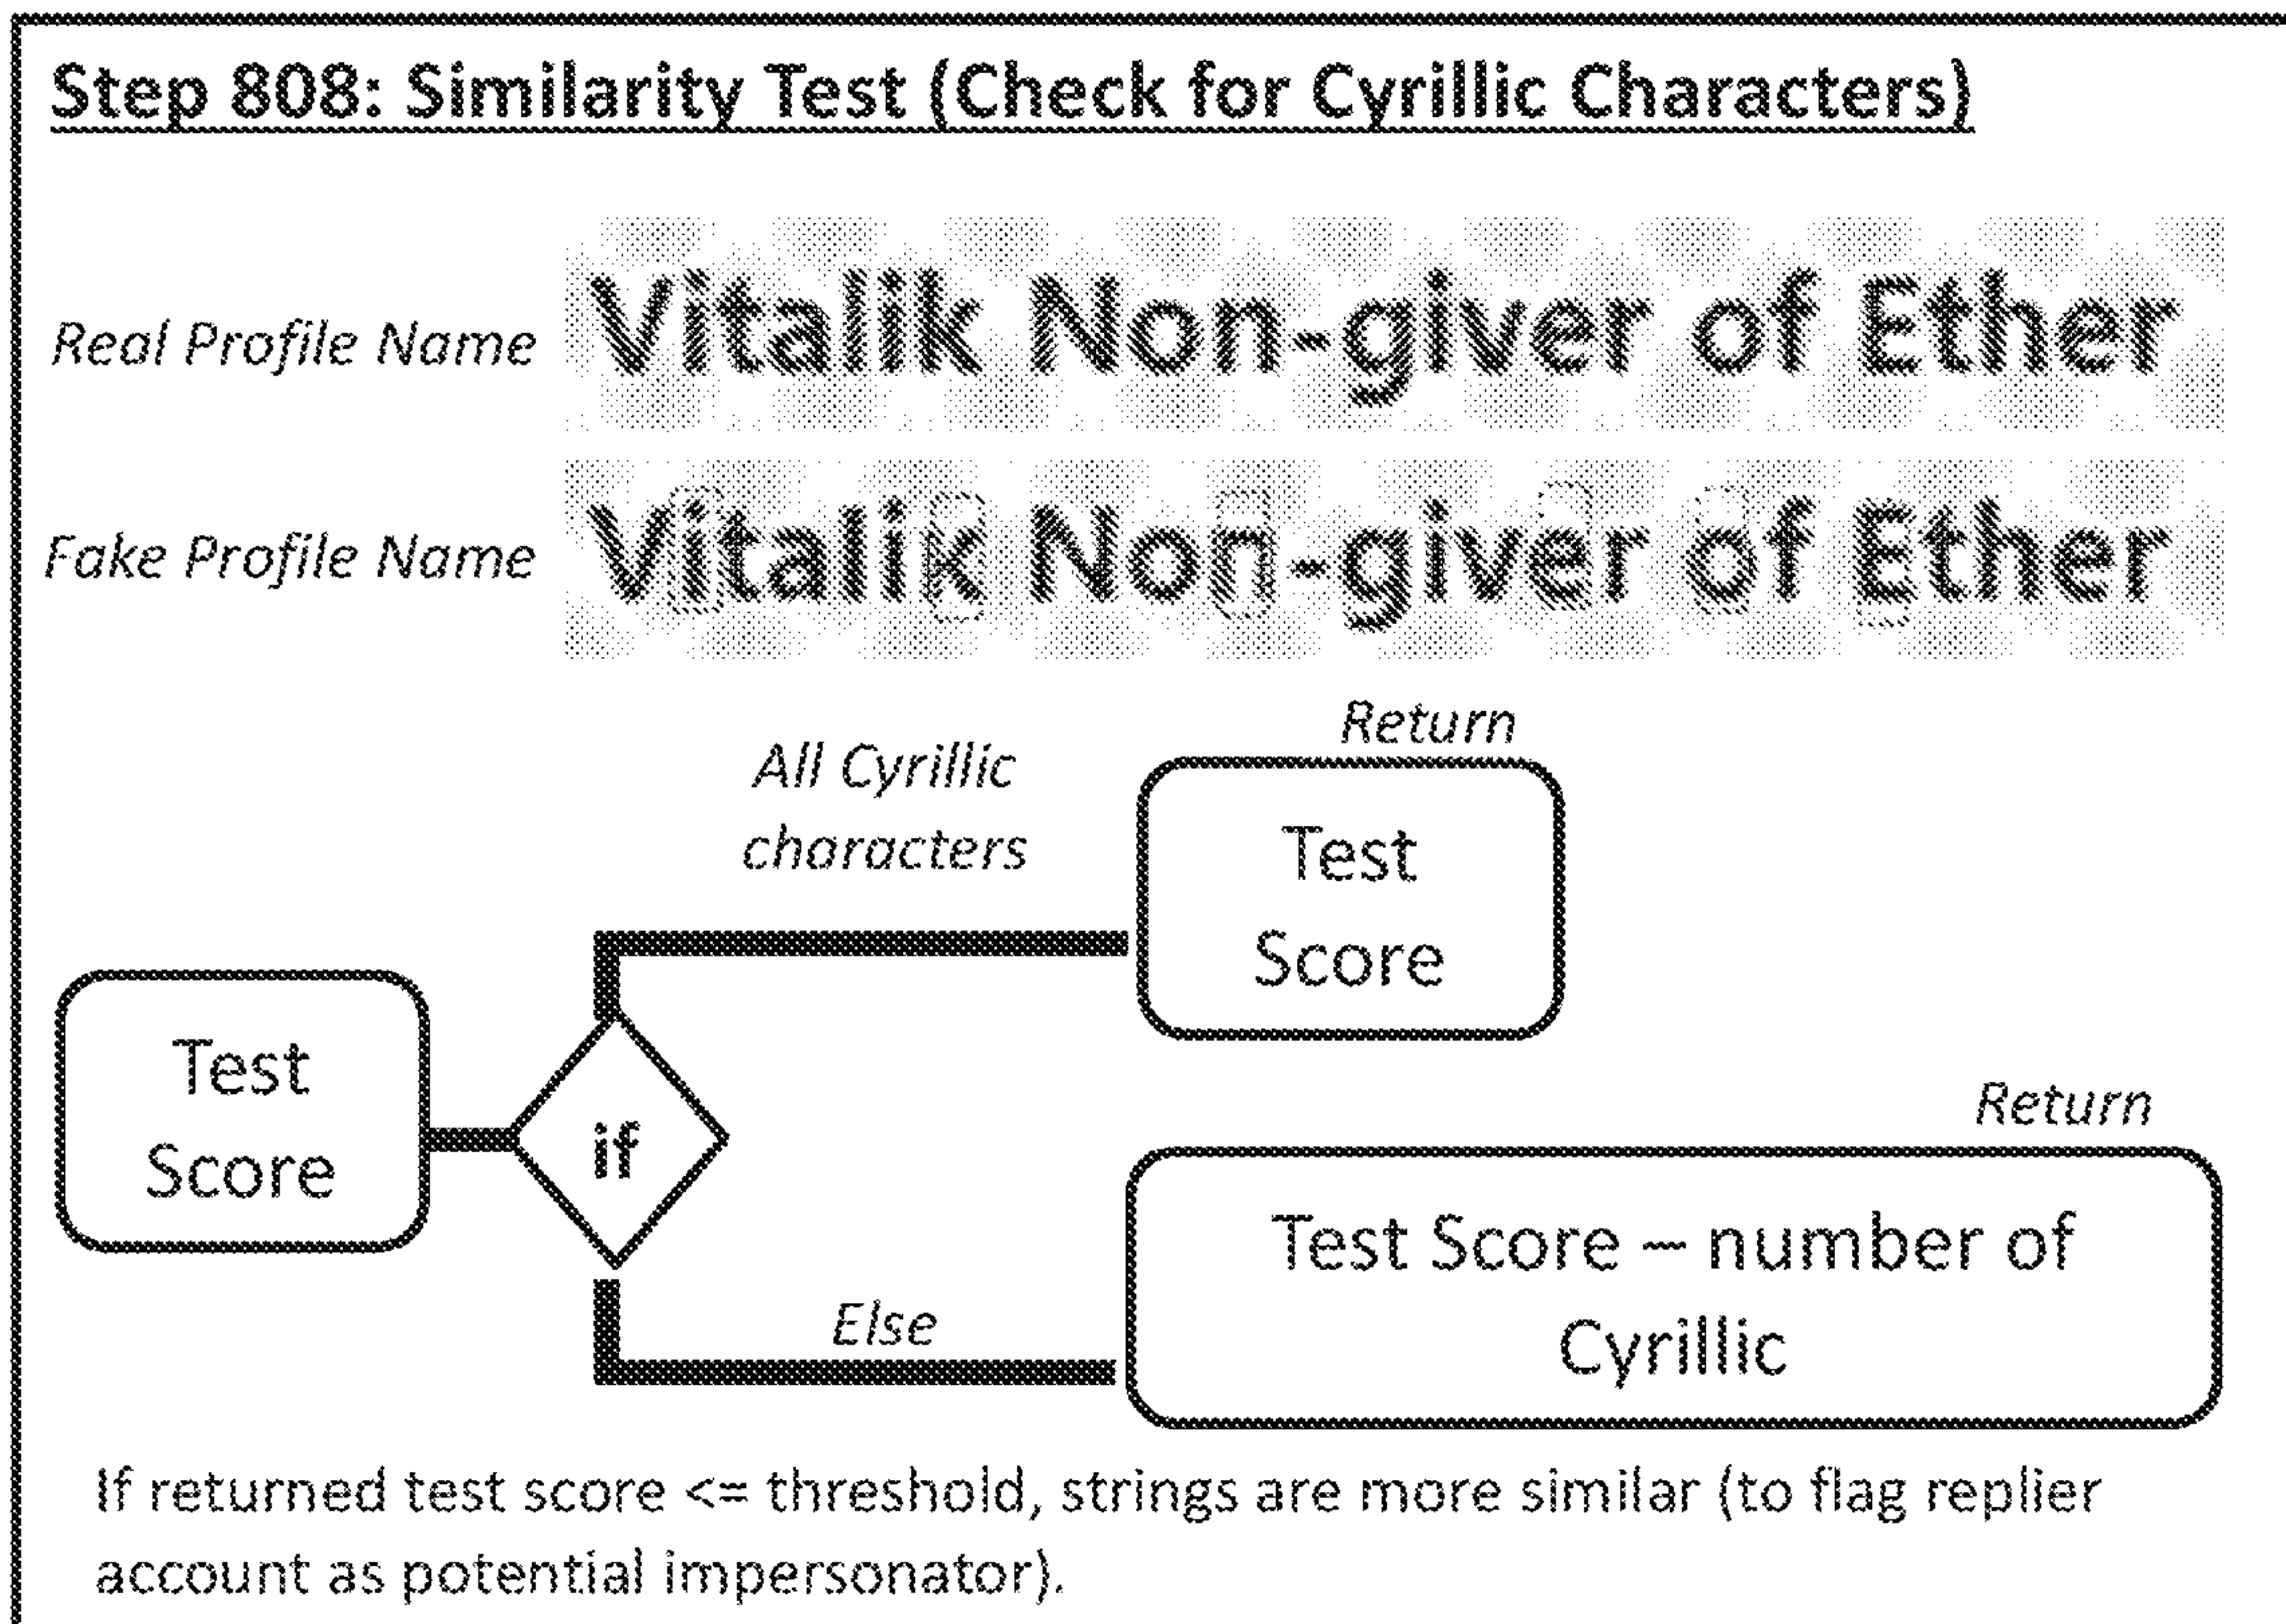 Step 808: Similarity Test (Check for Cyrillic Characters)
Real Profile Name
Vitalik Non-giver of Ether
Fake Profile Name
Vitalik Non-giver of Ether
All Cyrillic
characters
Return
Test
Score
Test
Score
if
Return
Test Score – number of
Cyrillic
Else
If returned test score <= threshold, strings are more similar (to flag replier
account as potential impersonator).